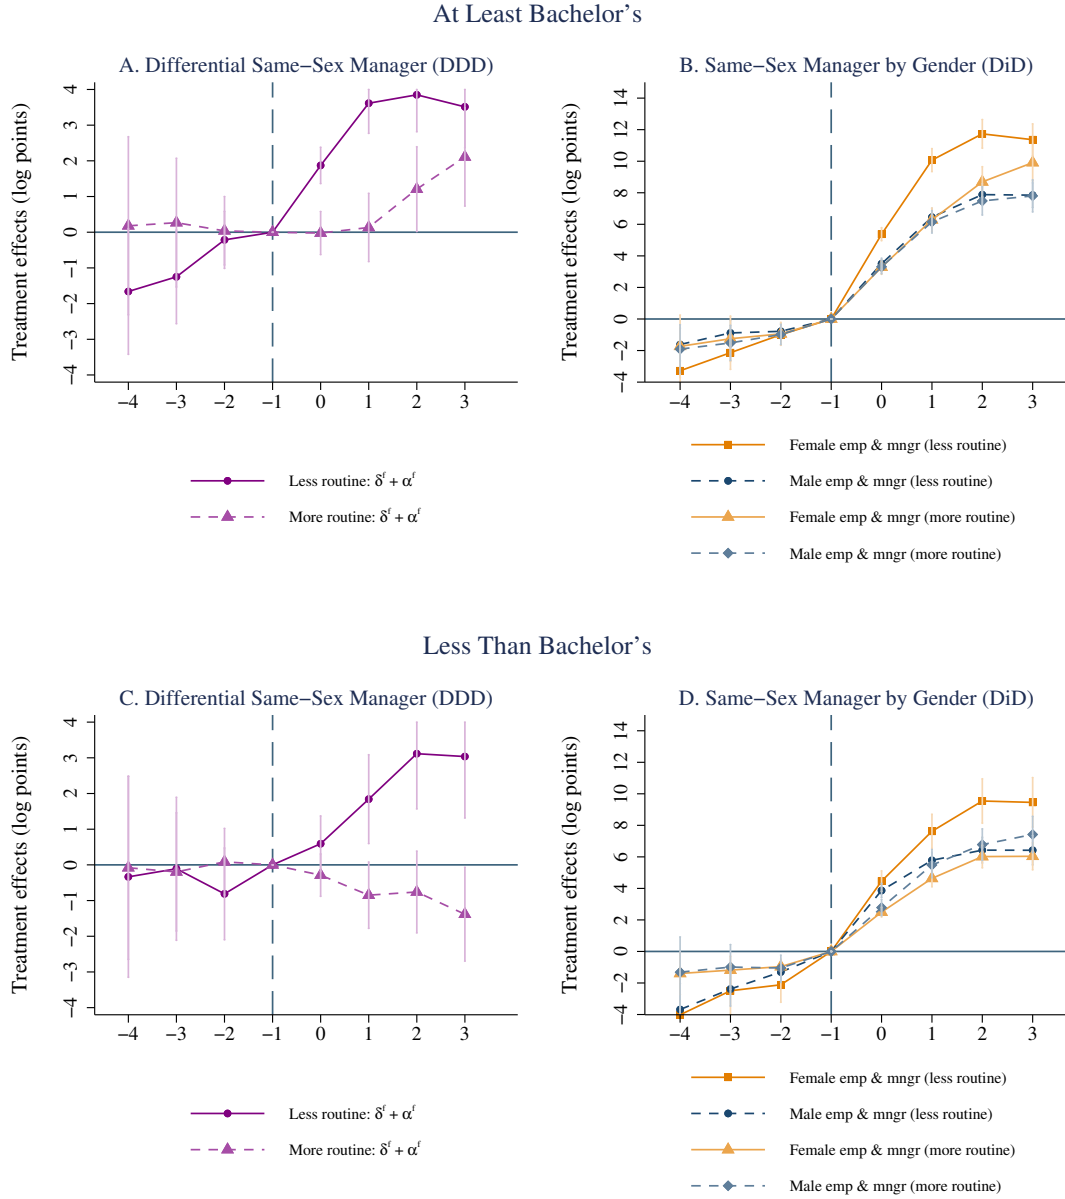 At Least Bachelor's
A. Differential Same−Sex Manager (DDD)
Treatment effects (log points)
4
3
2
1
0
−1
−2
−3
−4
−4 −3 −2 −1 0 1 2 3
Less routine: δᶠ + αᶠ
More routine: δᶠ + αᶠ
B. Same−Sex Manager by Gender (DiD)
Treatment effects (log points)
14
12
10
8
6
4
2
0
−2
−4
−4 −3 −2 −1 0 1 2 3
Female emp & mngr (less routine)
Male emp & mngr (less routine)
Female emp & mngr (more routine)
Male emp & mngr (more routine)
Less Than Bachelor's
C. Differential Same−Sex Manager (DDD)
Treatment effects (log points)
4
3
2
1
0
−1
−2
−3
−4
−4 −3 −2 −1 0 1 2 3
Less routine: δᶠ + αᶠ
More routine: δᶠ + αᶠ
D. Same−Sex Manager by Gender (DiD)
Treatment effects (log points)
14
12
10
8
6
4
2
0
−2
−4
−4 −3 −2 −1 0 1 2 3
Female emp & mngr (less routine)
Male emp & mngr (less routine)
Female emp & mngr (more routine)
Male emp & mngr (more routine)